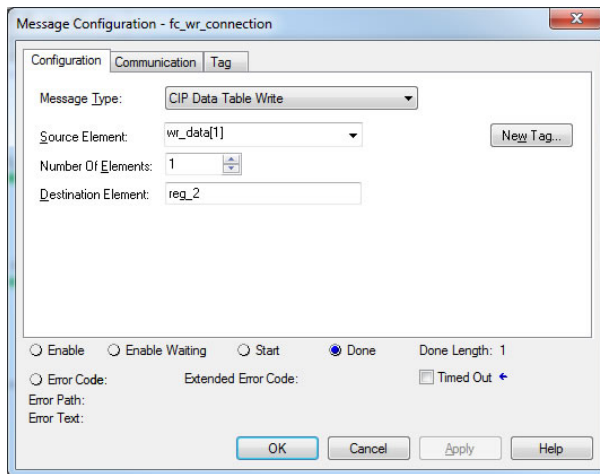 Message Configuration - fc_wr_connection
Configuration Communication Tag
Message Type: CIP Data Table Write
Source Element: wr_data[1] New Tag...
Number Of Elements: 1
Destination Element: reg_2
Enable Enable Waiting Start Done Done Length: 1
Error Code: Extended Error Code: Timed Out
Error Path:
Error Text:
OK Cancel Apply Help